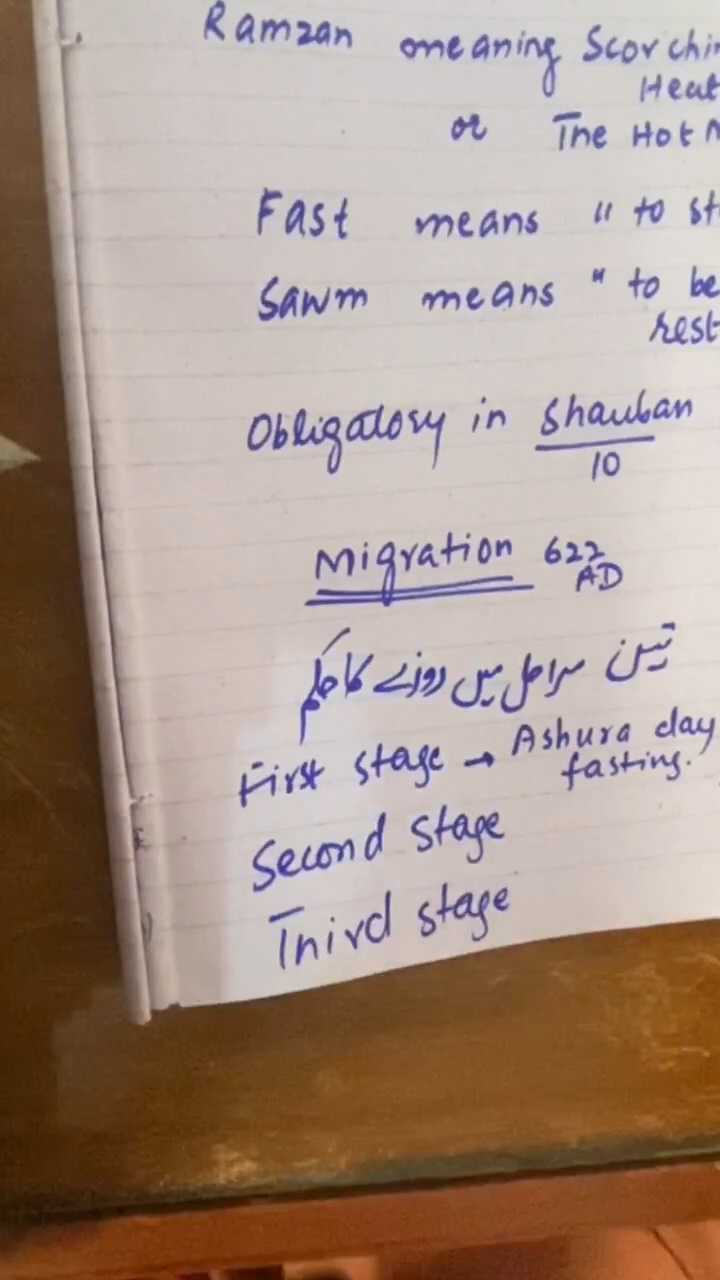 Ramzan meaning Scorchin
Heat
or The Hot M
Fast means " to st
Sawm means " to be
rest
Obligatory in Shauban
10
Migration 622
AD
تین مراحل میں روزے کا حکم
First stage → Ashura day
fasting.
Second stage
Third stage